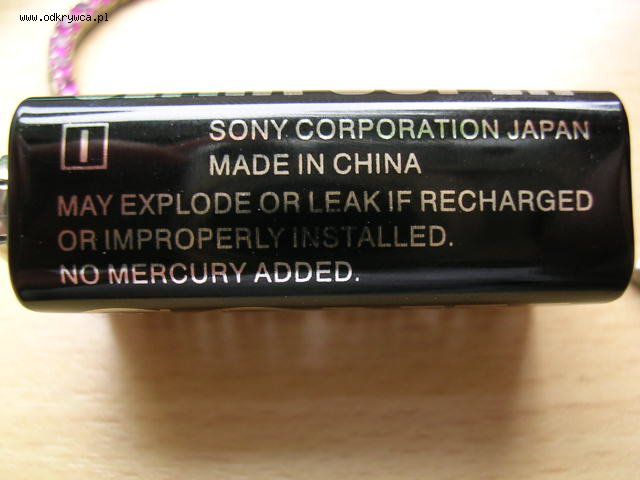 www.odkrywca.pl
I
SONY CORPORATION JAPAN
MADE IN CHINA
MAY EXPLODE OR LEAK IF RECHARGED
OR IMPROPERLY INSTALLED.
NO MERCURY ADDED.